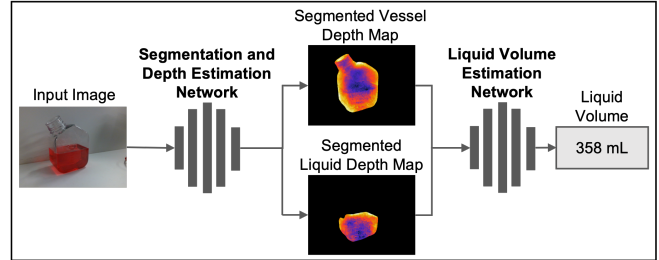 Input Image
Segmentation and
Depth Estimation
Network
Segmented Vessel
Depth Map
Segmented
Liquid Depth Map
Liquid Volume
Estimation
Network
Liquid
Volume
358 mL